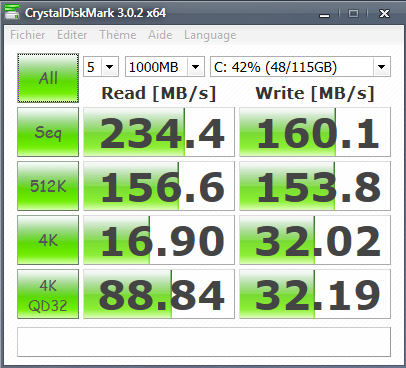 CrystalDiskMark 3.0.2 x64
Fichier Editer Thème Aide Language
All 5 1000MB C: 42% (48/115GB)
Read [MB/s] Write [MB/s]
Seq 234.4 160.1
512K 156.6 153.8
4K 16.90 32.02
4K QD32 88.84 32.19